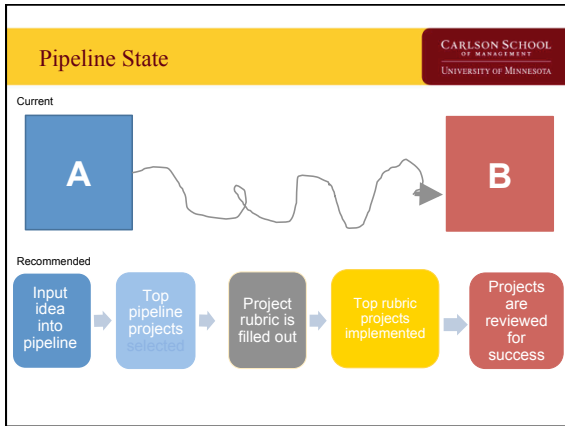 Pipeline State
CARLSON SCHOOL
OF MANAGEMENT
UNIVERSITY OF MINNESOTA
Current
A
B
Recommended
Input
idea
into
pipeline
Top
pipeline
projects
selected
Project
rubric is
filled out
Top rubric
projects
implemented
Projects
are
reviewed
for
success